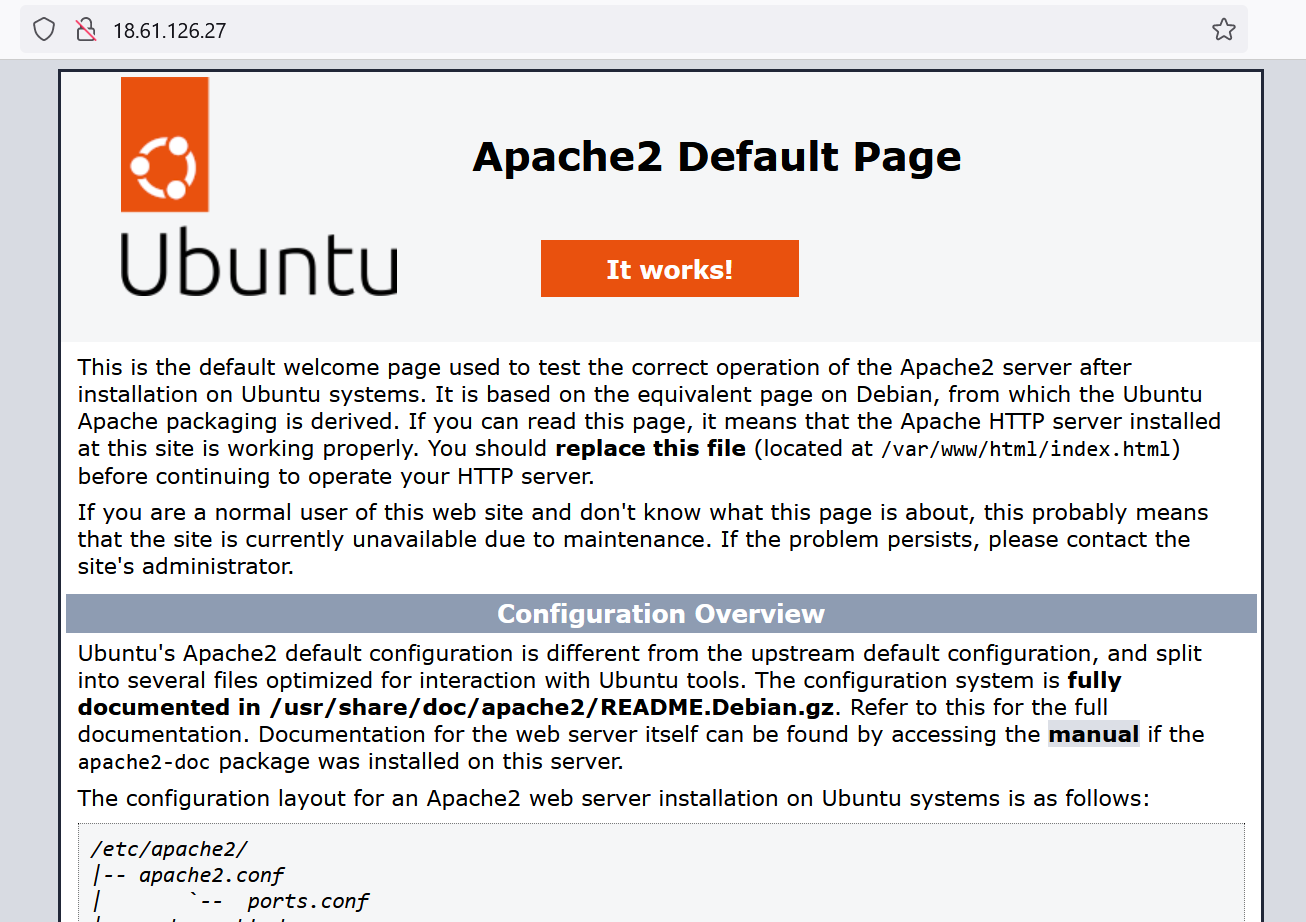 18.61.126.27
Apache2 Default Page
Ubuntu
It works!
This is the default welcome page used to test the correct operation of the Apache2 server after
installation on Ubuntu systems. It is based on the equivalent page on Debian, from which the Ubuntu
Apache packaging is derived. If you can read this page, it means that the Apache HTTP server installed
at this site is working properly. You should replace this file (located at /var/www/html/index.html)
before continuing to operate your HTTP server.
If you are a normal user of this web site and don't know what this page is about, this probably means
that the site is currently unavailable due to maintenance. If the problem persists, please contact the
site's administrator.
Configuration Overview
Ubuntu's Apache2 default configuration is different from the upstream default configuration, and split
into several files optimized for interaction with Ubuntu tools. The configuration system is fully
documented in /usr/share/doc/apache2/README.Debian.gz. Refer to this for the full
documentation. Documentation for the web server itself can be found by accessing the manual if the
apache2-doc package was installed on this server.
The configuration layout for an Apache2 web server installation on Ubuntu systems is as follows:
/etc/apache2/
|-- apache2.conf
|       `--  ports.conf